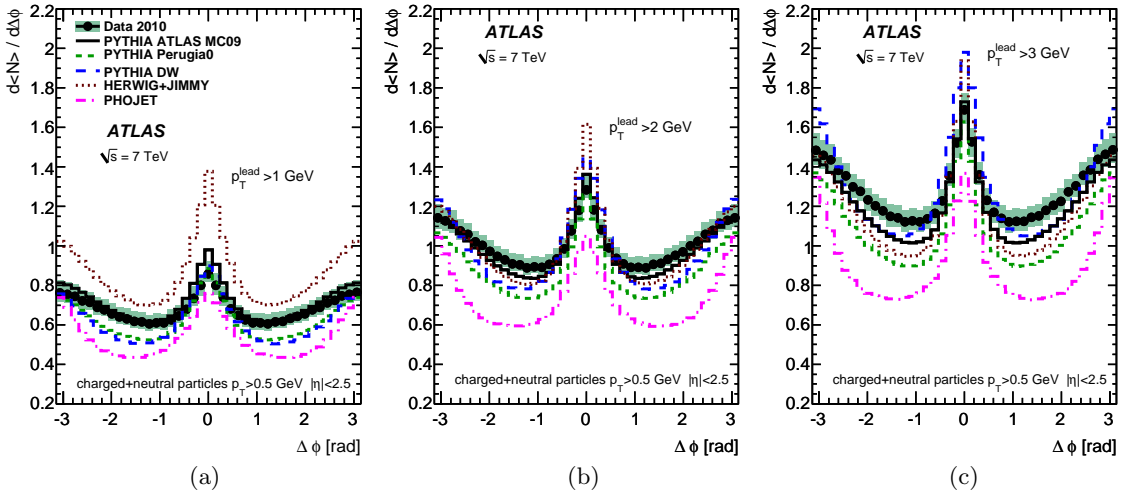 d<N> / dΔϕ
2.2
2
1.8
1.6
1.4
1.2
1
0.8
0.6
0.4
0.2
Data 2010
PYTHIA ATLAS MC09
PYTHIA Perugia0
PYTHIA DW
HERWIG+JIMMY
PHOJET
ATLAS
√s = 7 TeV
p_T^lead >1 GeV
charged+neutral particles p_T>0.5 GeV |η|<2.5
-3 -2 -1 0 1 2 3
Δ ϕ [rad]
(a)
d<N> / dΔϕ
2.2
2
1.8
1.6
1.4
1.2
1
0.8
0.6
0.4
0.2
ATLAS
√s = 7 TeV
p_T^lead >2 GeV
charged+neutral particles p_T>0.5 GeV |η|<2.5
-3 -2 -1 0 1 2 3
Δ ϕ [rad]
(b)
d<N> / dΔϕ
2.2
2
1.8
1.6
1.4
1.2
1
0.8
0.6
0.4
0.2
ATLAS
√s = 7 TeV
p_T^lead >3 GeV
charged+neutral particles p_T>0.5 GeV |η|<2.5
-3 -2 -1 0 1 2 3
Δ ϕ [rad]
(c)